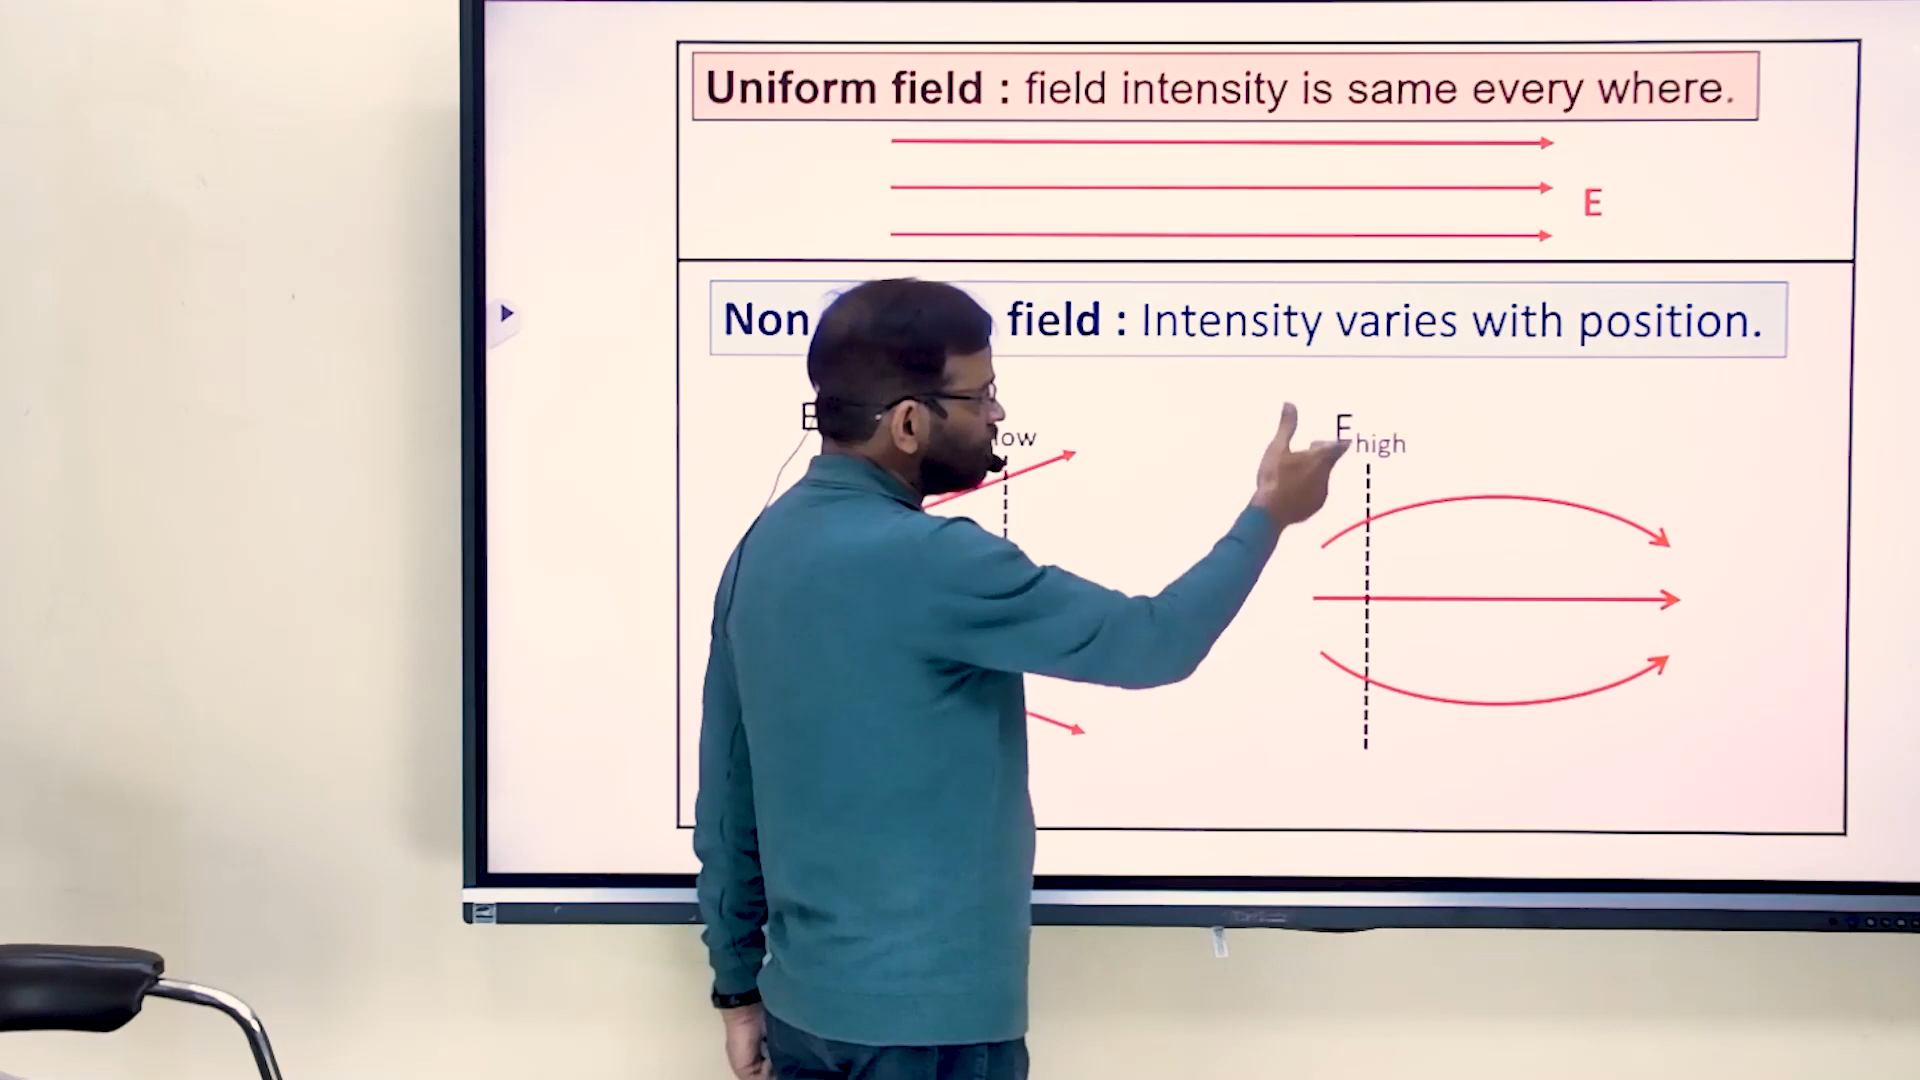 Uniform field : field intensity is same every where.
E
Non field : Intensity varies with position.
low
E high